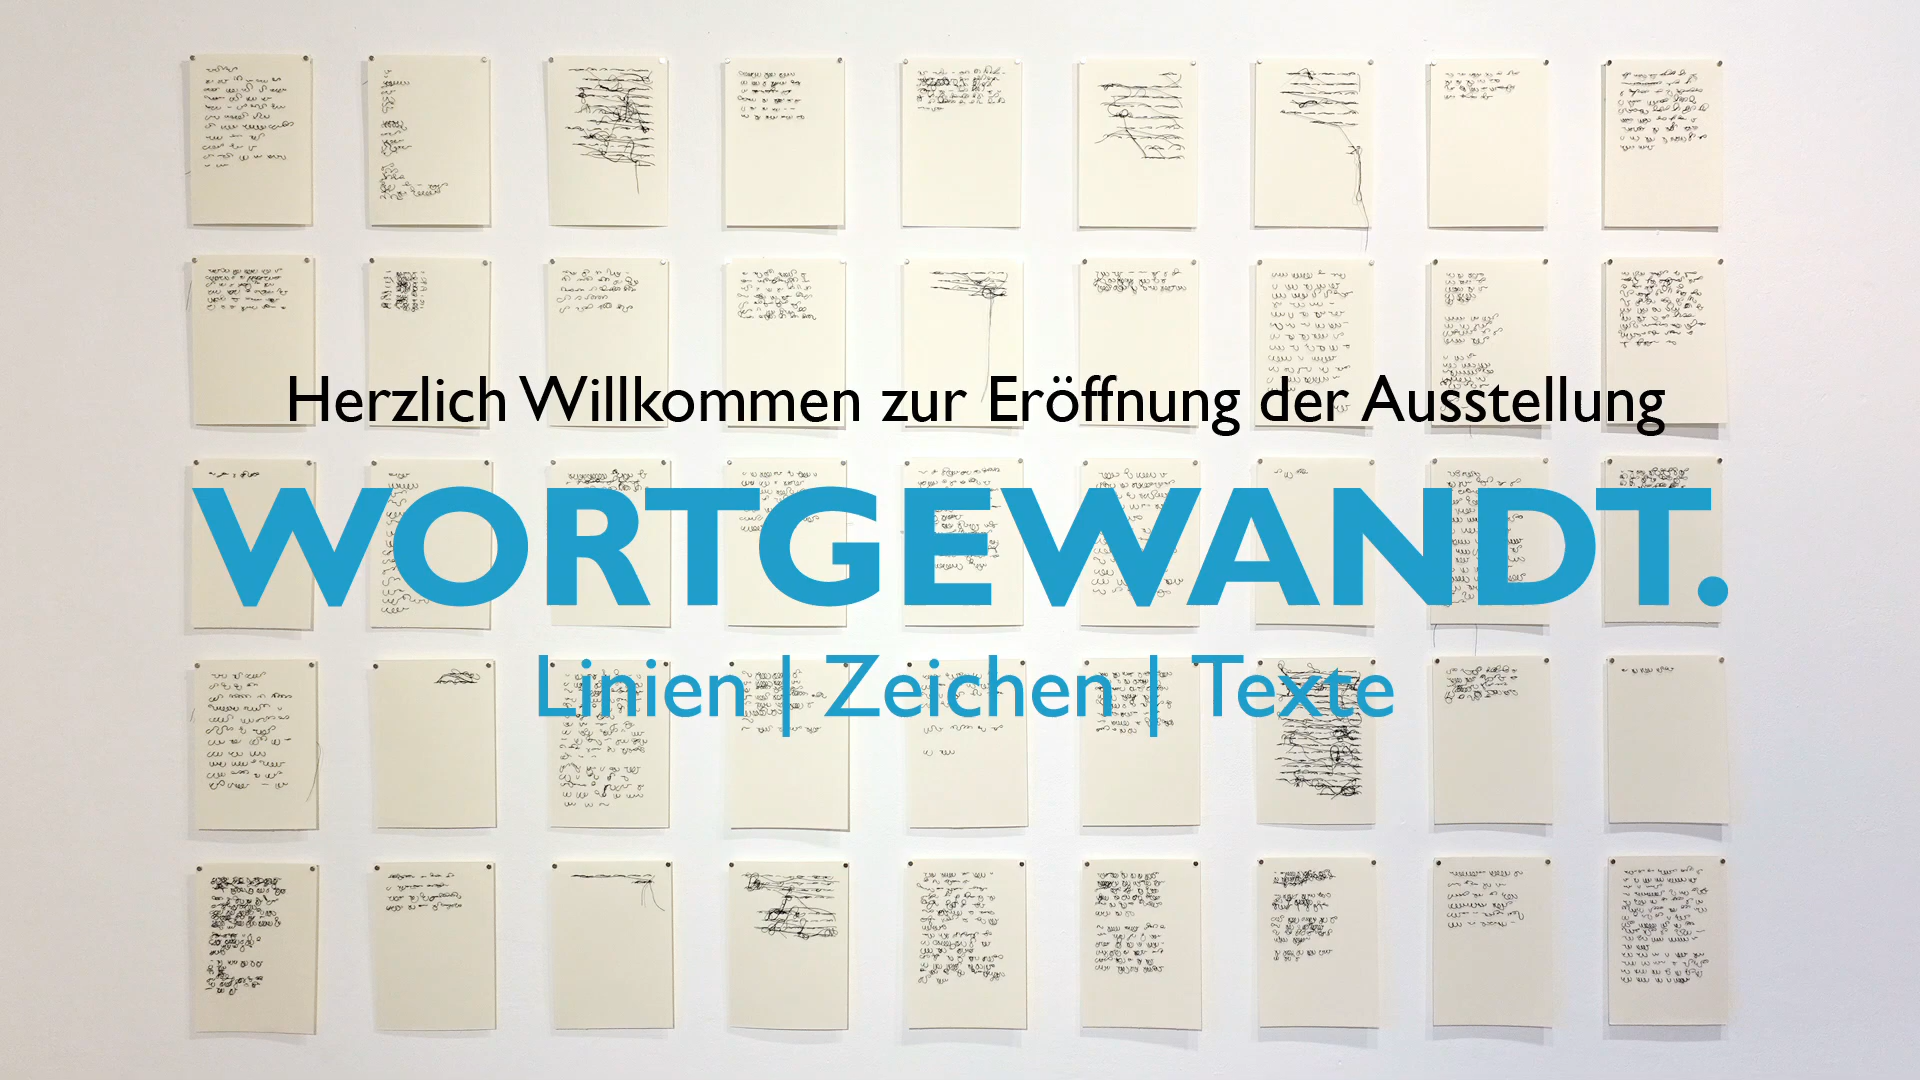 Herzlich Willkommen zur Eröffnung der Ausstellung
WORTGEWANDT.
Linien | Zeichen | Texte